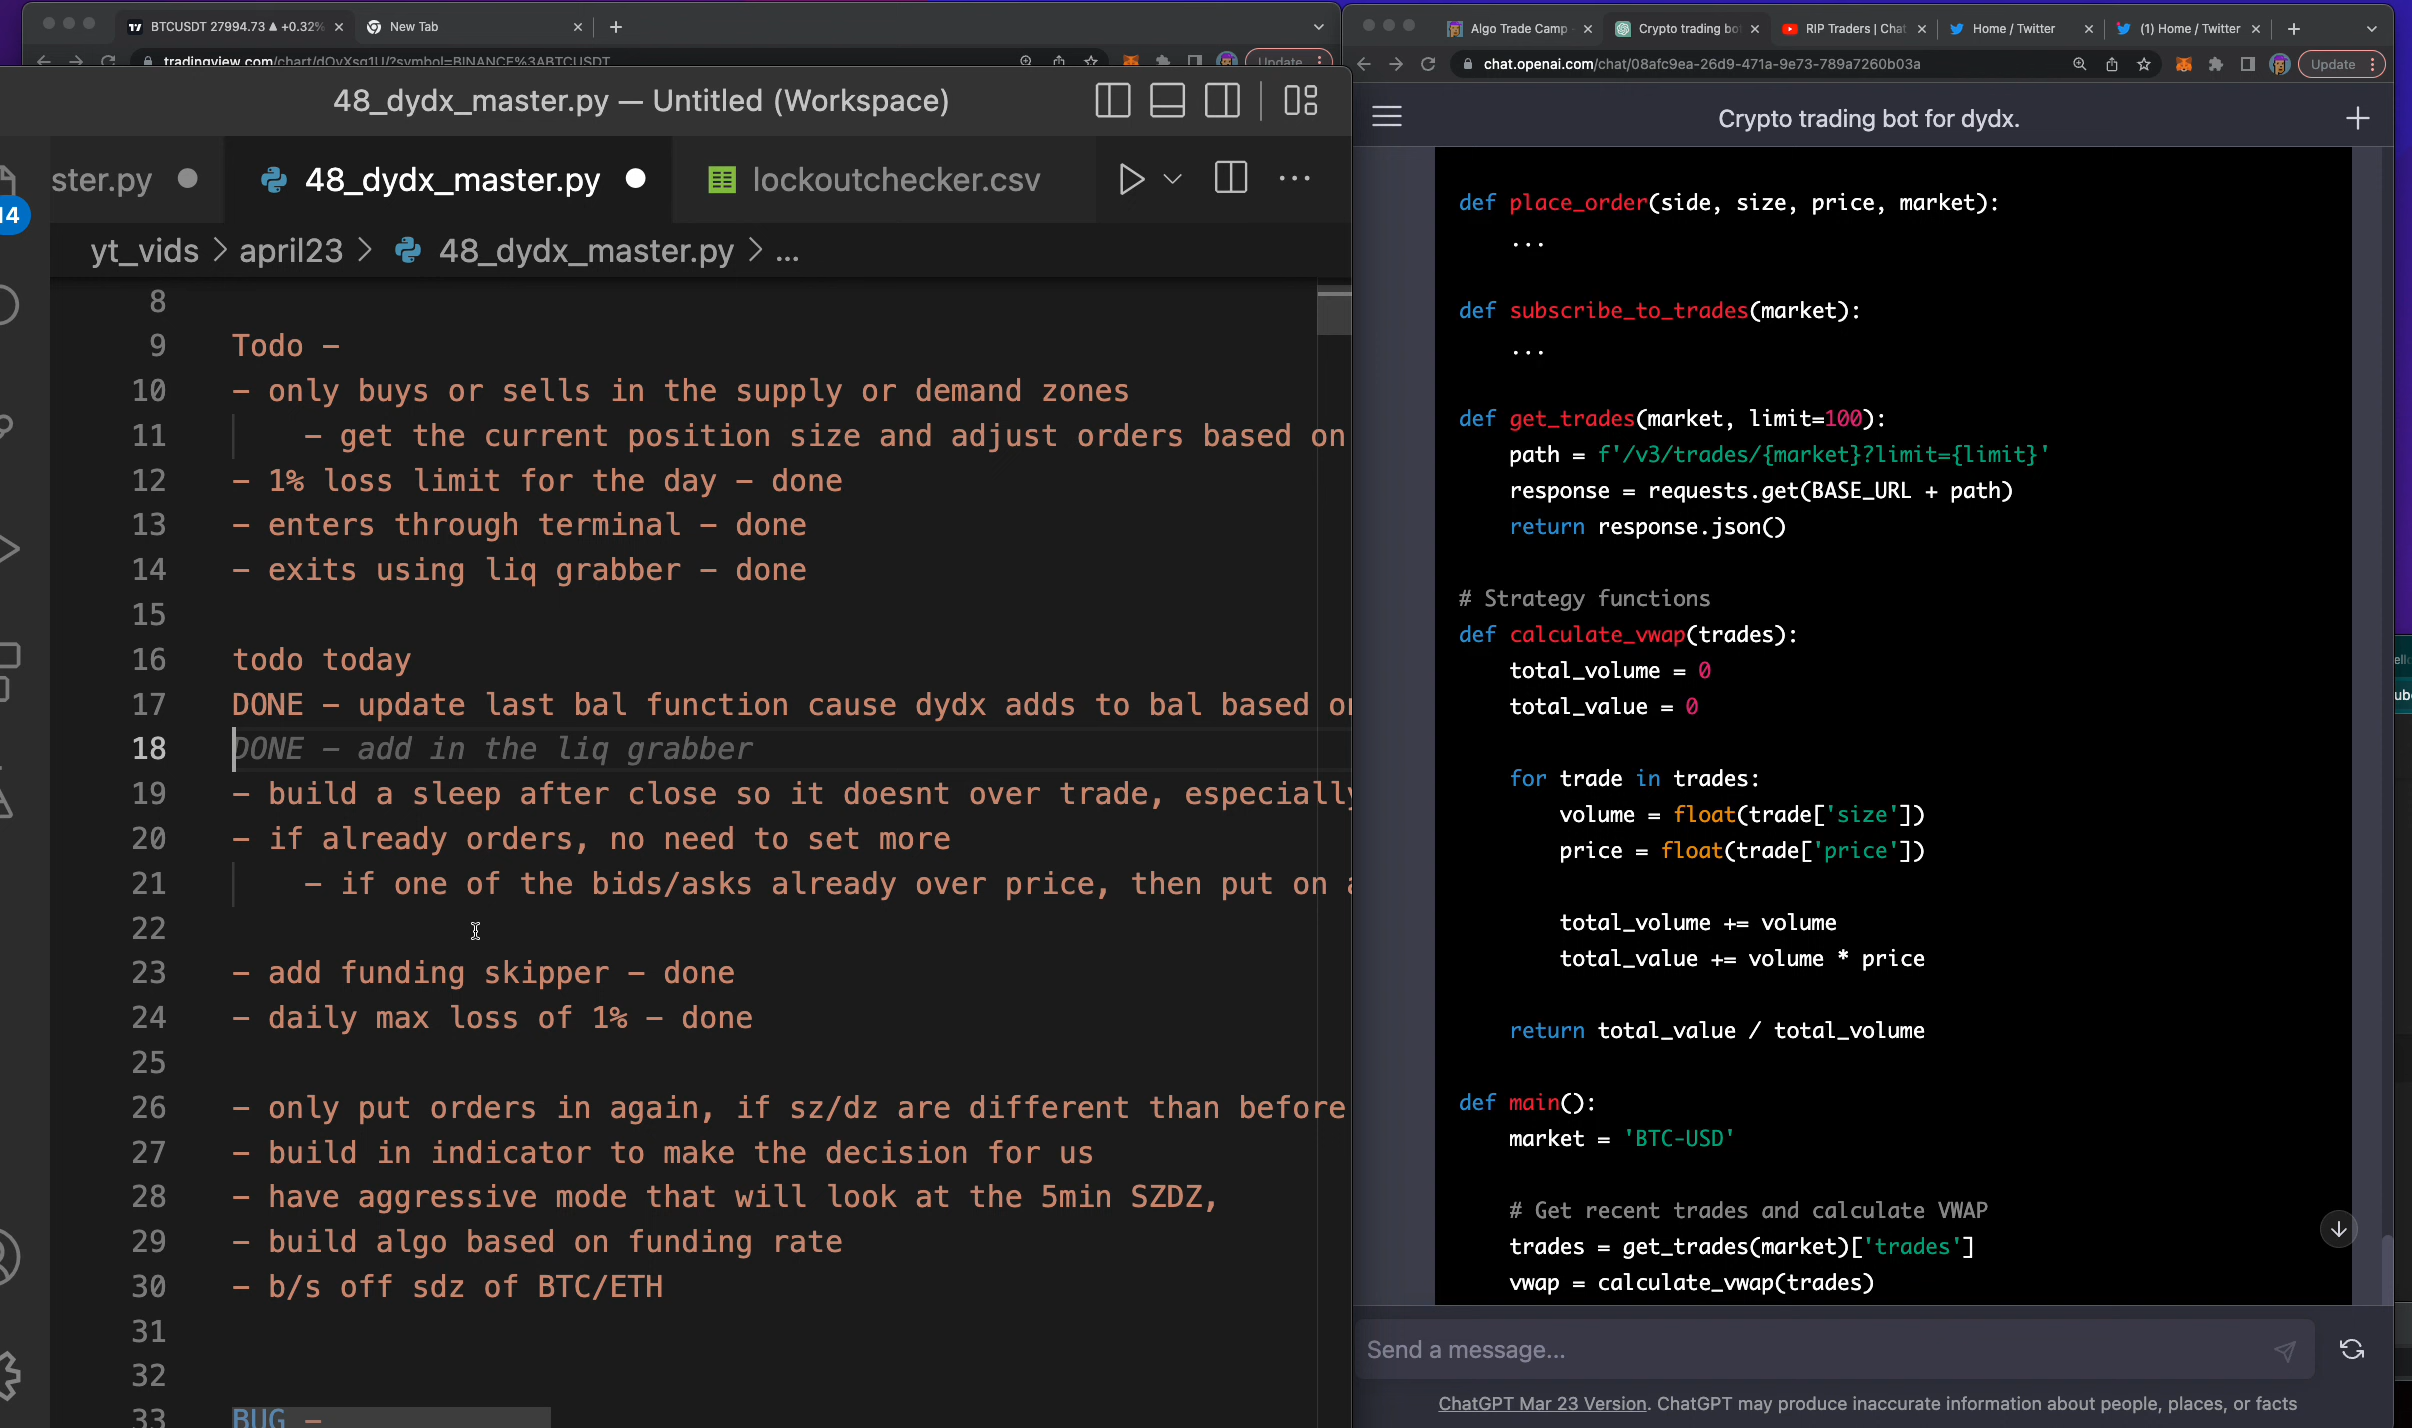 BTCUSDT 27994.73 ▲ +0.32%
New Tab
tradingview.com/chart/dOvXsq1U/?symbol=BINANCE%3ABTCUSDT
Update
48_dydx_master.py — Untitled (Workspace)
ster.py
48_dydx_master.py
lockoutchecker.csv
14
yt_vids > april23 > 48_dydx_master.py > ...
8
9 Todo -
10 - only buys or sells in the supply or demand zones
11 - get the current position size and adjust orders based on
12 - 1% loss limit for the day - done
13 - enters through terminal - done
14 - exits using liq grabber - done
15
16 todo today
17 DONE - update last bal function cause dydx adds to bal based on
18 DONE - add in the liq grabber
19 - build a sleep after close so it doesnt over trade, especially
20 - if already orders, no need to set more
21 - if one of the bids/asks already over price, then put on a
22
23 - add funding skipper - done
24 - daily max loss of 1% - done
25
26 - only put orders in again, if sz/dz are different than before
27 - build in indicator to make the decision for us
28 - have aggressive mode that will look at the 5min SZDZ,
29 - build algo based on funding rate
30 - b/s off sdz of BTC/ETH
31
32
33 BUG -
Algo Trade Camp
Crypto trading bo
RIP Traders | Chat
Home / Twitter
(1) Home / Twitter
chat.openai.com/chat/08afc9ea-26d9-471a-9e73-789a7260b03a
Update
Crypto trading bot for dydx.
def place_order(side, size, price, market):
...
def subscribe_to_trades(market):
...
def get_trades(market, limit=100):
path = f'/v3/trades/{market}?limit={limit}'
response = requests.get(BASE_URL + path)
return response.json()
# Strategy functions
def calculate_vwap(trades):
total_volume = 0
total_value = 0
for trade in trades:
volume = float(trade['size'])
price = float(trade['price'])
total_volume += volume
total_value += volume * price
return total_value / total_volume
def main():
market = 'BTC-USD'
# Get recent trades and calculate VWAP
trades = get_trades(market)['trades']
vwap = calculate_vwap(trades)
Send a message...
ChatGPT Mar 23 Version. ChatGPT may produce inaccurate information about people, places, or facts